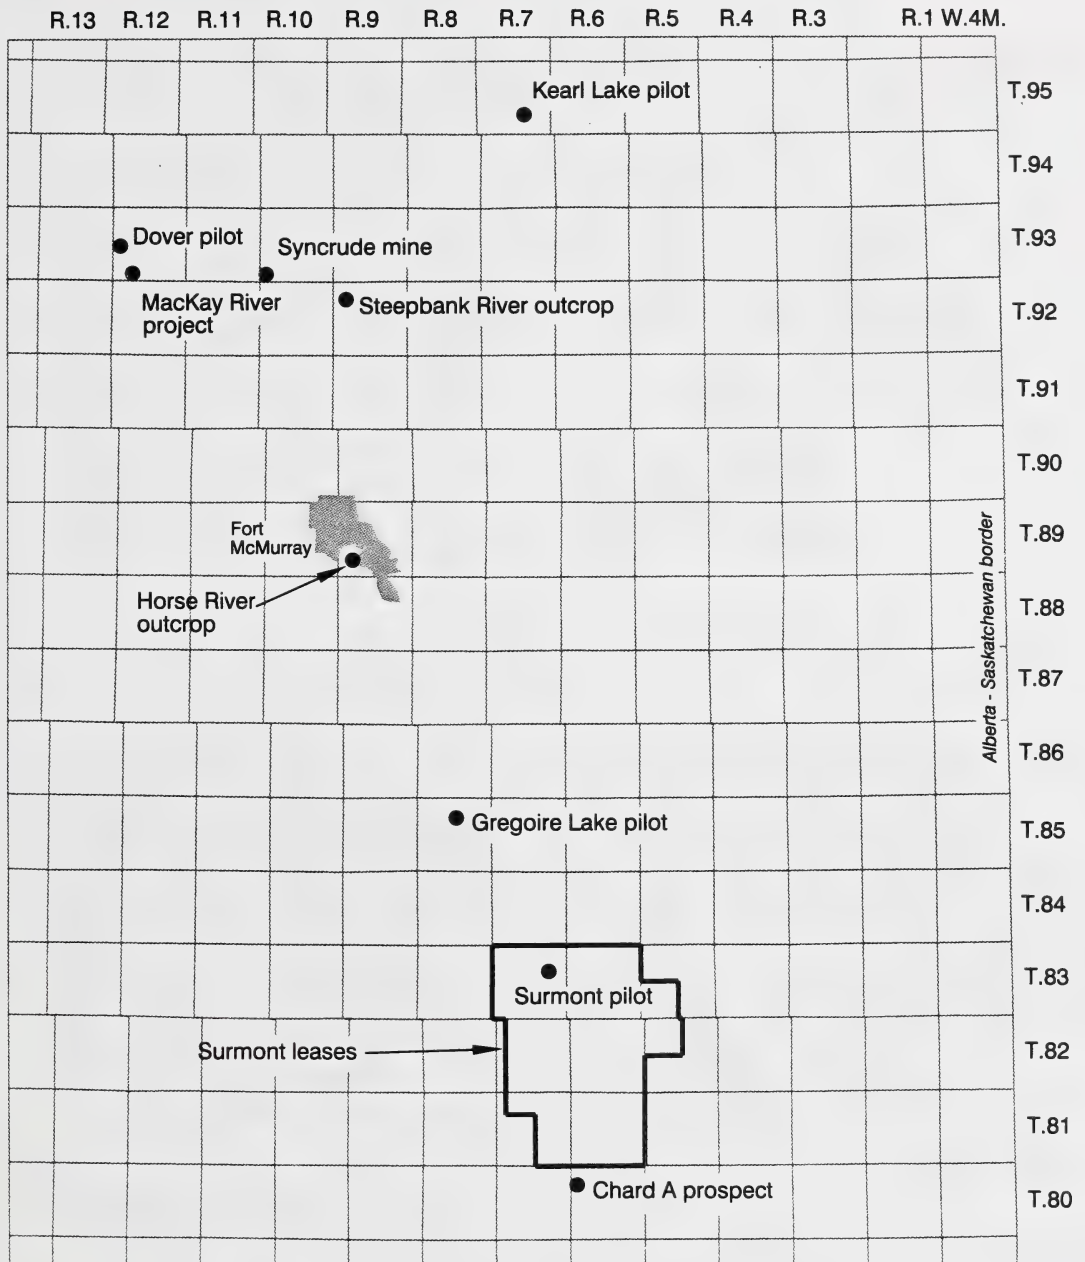 R.13 R.12 R.11 R.10 R.9 R.8 R.7 R.6 R.5 R.4 R.3 R.1 W.4M.
Kearl Lake pilot
T.95
T.94
Dover pilot
Syncrude mine
T.93
MacKay River
project
Steepbank River outcrop
T.92
T.91
T.90
Fort
McMurray
T.89
Horse River
outcrop
T.88
Alberta - Saskatchewan border
T.87
T.86
Gregoire Lake pilot
T.85
T.84
T.83
Surmont pilot
Surmont leases
T.82
T.81
Chard A prospect
T.80